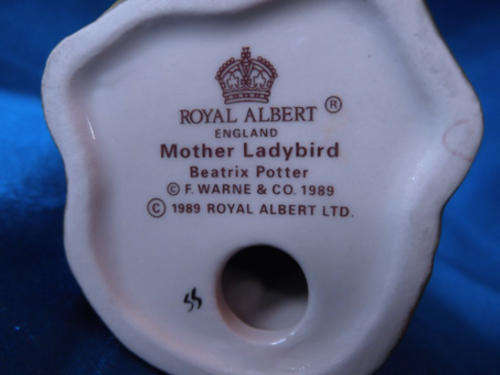 ROYAL ALBERT ®
ENGLAND
Mother Ladybird
Beatrix Potter
© F. WARNE & CO. 1989
© 1989 ROYAL ALBERT LTD.